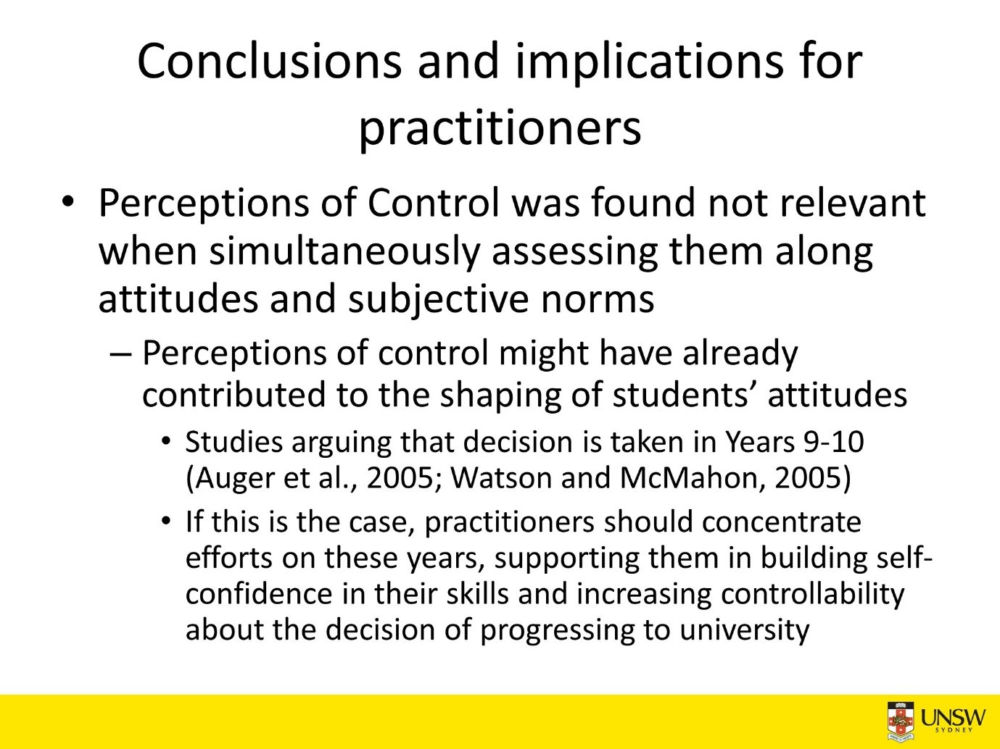 Conclusions and implications for
practitioners
• Perceptions of Control was found not relevant
when simultaneously assessing them along
attitudes and subjective norms
– Perceptions of control might have already
contributed to the shaping of students’ attitudes
• Studies arguing that decision is taken in Years 9-10
(Auger et al., 2005; Watson and McMahon, 2005)
• If this is the case, practitioners should concentrate
efforts on these years, supporting them in building self-
confidence in their skills and increasing controllability
about the decision of progressing to university
UNSW
SYDNEY